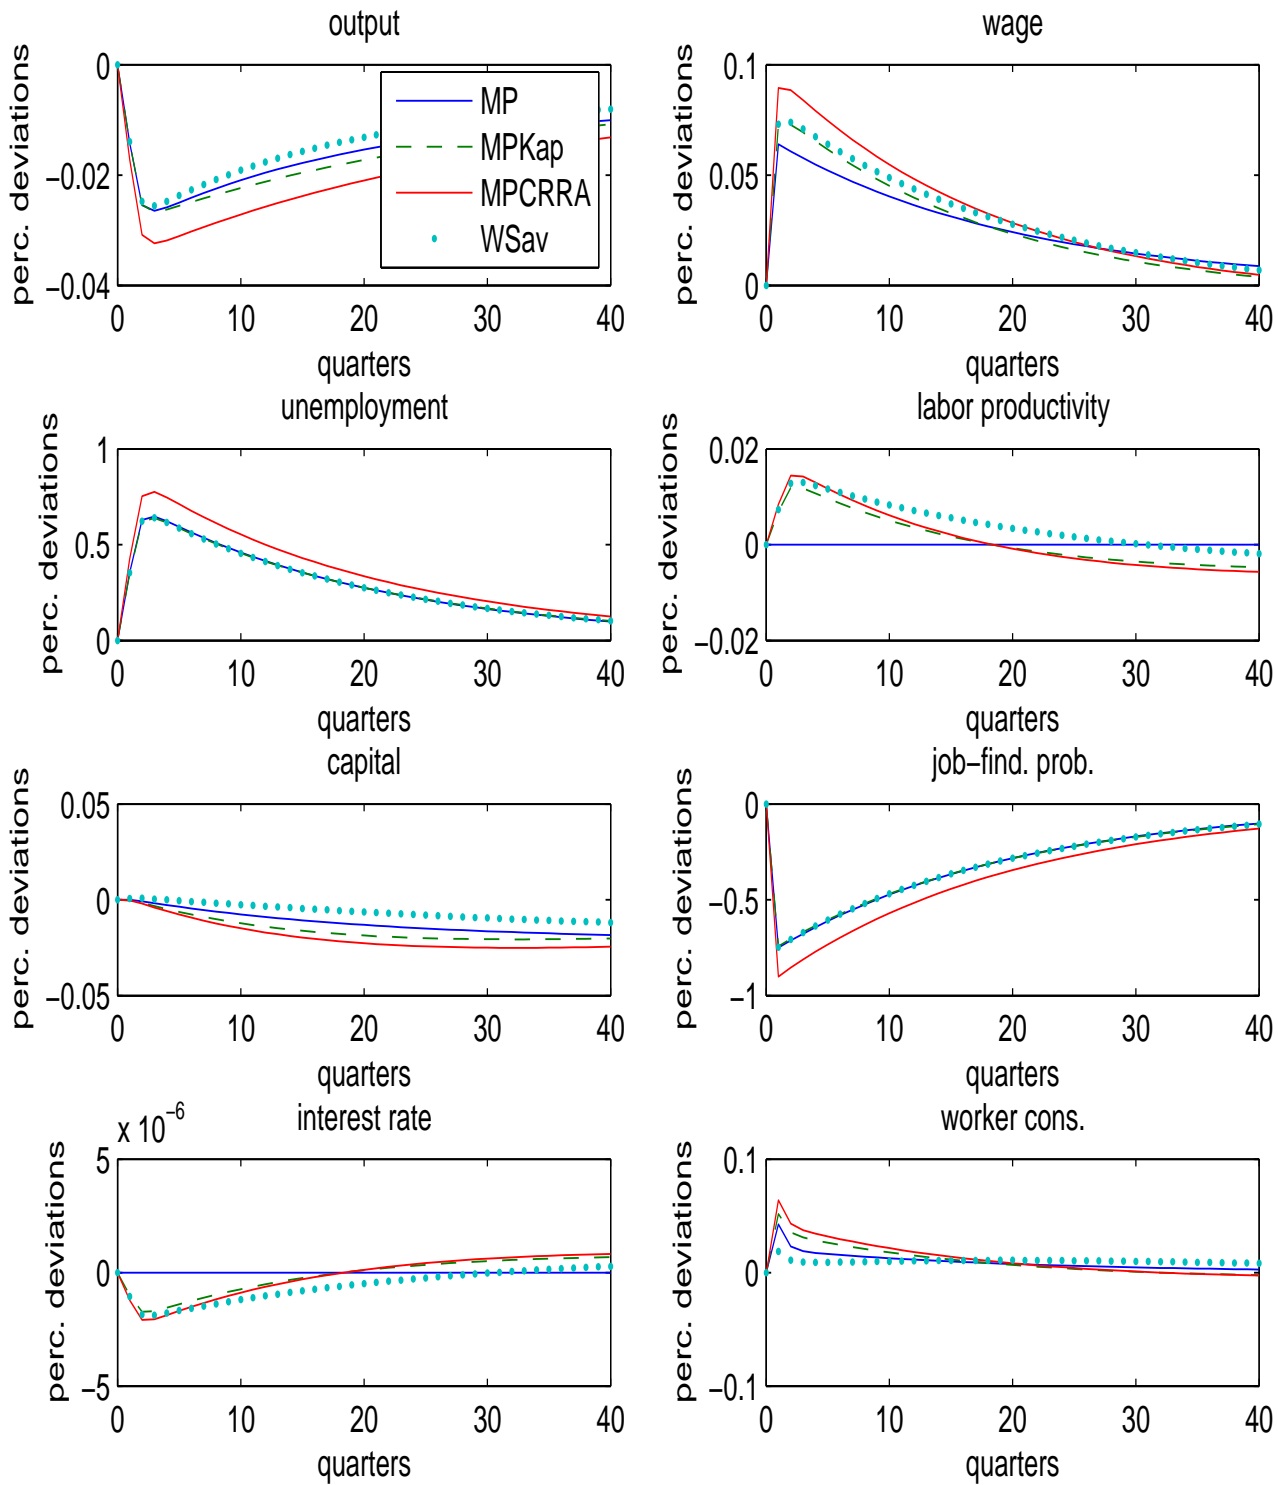 output
perc. deviations
0
−0.02
−0.04
MP
MPKap
MPCRRA
WSav
0 10 20 30 40
quarters
wage
perc. deviations
0.1
0.05
0
0 10 20 30 40
quarters
unemployment
perc. deviations
1
0.5
0
0 10 20 30 40
quarters
labor productivity
perc. deviations
0.02
0
−0.02
0 10 20 30 40
quarters
capital
perc. deviations
0.05
0
−0.05
0 10 20 30 40
quarters
job−find. prob.
perc. deviations
0
−0.5
−1
0 10 20 30 40
quarters
x 10⁻⁶
interest rate
perc. deviations
5
0
−5
0 10 20 30 40
quarters
worker cons.
perc. deviations
0.1
0
−0.1
0 10 20 30 40
quarters